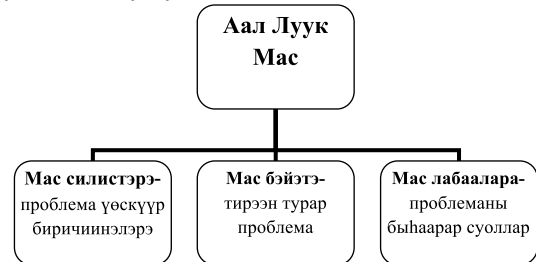 Аал Луук
Мас
Мас силистэрэ-
проблема үөскүүр
биричиинэлэрэ
Мас бэйэтэ-
тирээн турар
проблема
Мас лабаалара-
проблеманы
быһаарар суоллар